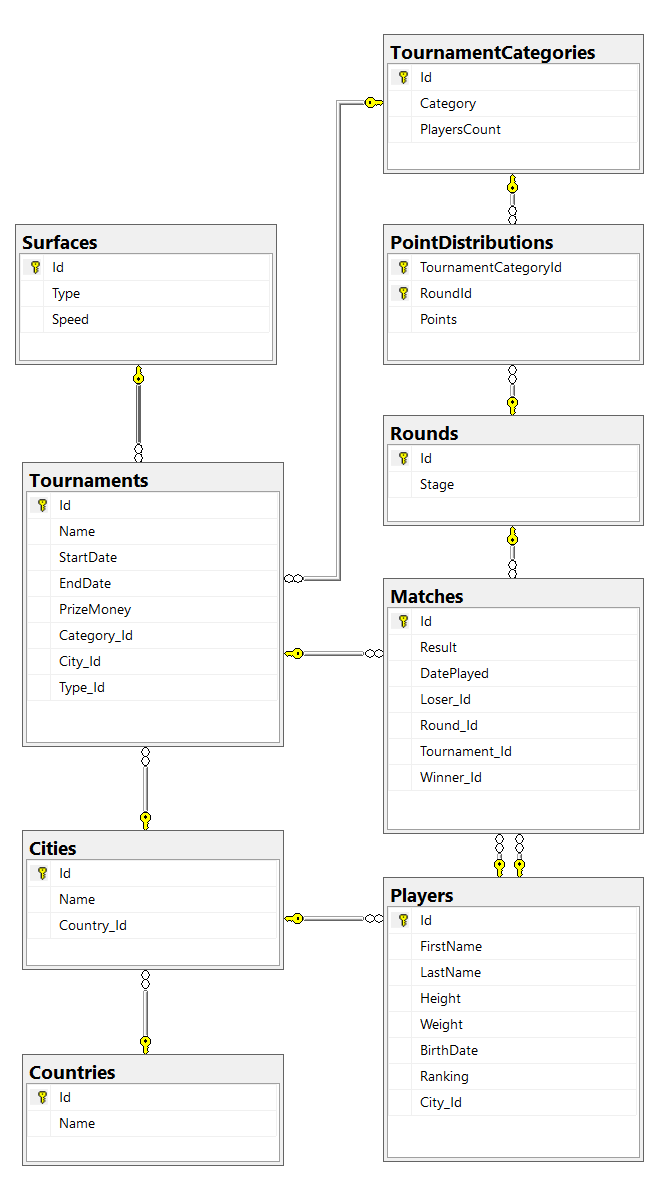 TournamentCategories
Id
Category
PlayersCount
Surfaces
Id
Type
Speed
PointDistributions
TournamentCategoryId
RoundId
Points
Rounds
Id
Stage
Tournaments
Id
Name
StartDate
EndDate
PrizeMoney
Category_Id
City_Id
Type_Id
Matches
Id
Result
DatePlayed
Loser_Id
Round_Id
Tournament_Id
Winner_Id
Cities
Id
Name
Country_Id
Players
Id
FirstName
LastName
Height
Weight
BirthDate
Ranking
City_Id
Countries
Id
Name